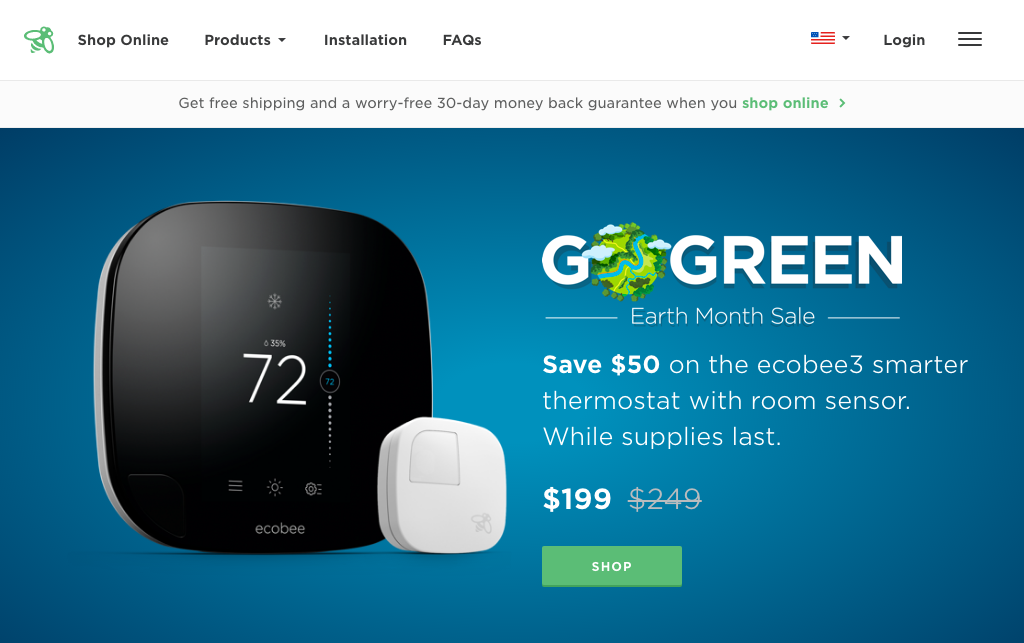 Shop Online
Products
Installation
FAQs
Login
Get free shipping and a worry-free 30-day money back guarantee when you shop online
GO GREEN
Earth Month Sale
Save $50 on the ecobee3 smarter
thermostat with room sensor.
While supplies last.
$199 $249
SHOP
35%
72
72
ecobee